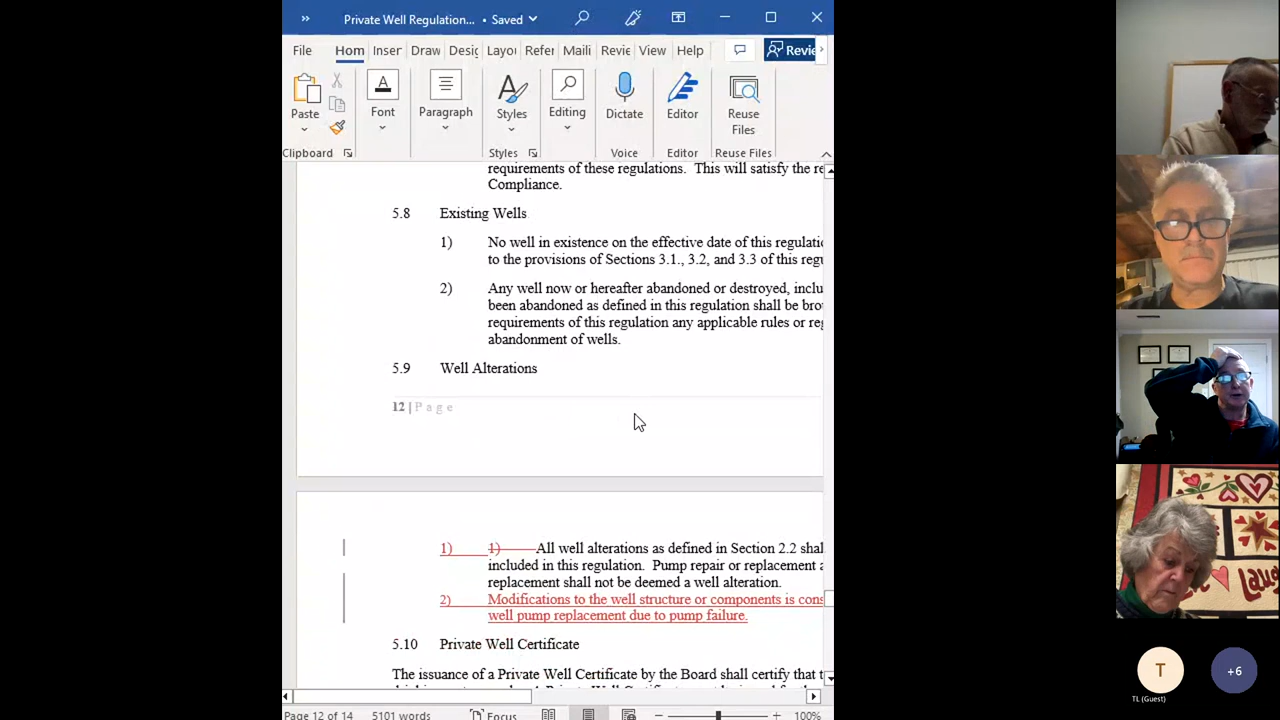 Private Well Regulation... • Saved
File Hom Inser Draw Desig Layou Refer Maili Revie View Help Revie
Paste Font Paragraph Styles Editing Dictate Editor Reuse Files
Clipboard Styles Voice Editor Reuse Files
requirements of these regulations. This will satisfy the re
Compliance.
5.8 Existing Wells
1) No well in existence on the effective date of this regulatio
to the provisions of Sections 3.1., 3.2, and 3.3 of this regu
2) Any well now or hereafter abandoned or destroyed, inclu
been abandoned as defined in this regulation shall be brou
requirements of this regulation any applicable rules or reg
abandonment of wells.
5.9 Well Alterations
12 | Page
1) 1) All well alterations as defined in Section 2.2 shal
included in this regulation. Pump repair or replacement a
replacement shall not be deemed a well alteration.
2) Modifications to the well structure or components is cons
well pump replacement due to pump failure.
5.10 Private Well Certificate
The issuance of a Private Well Certificate by the Board shall certify that t
Page 12 of 14 5101 words Focus 100%
T
+6
TL (Guest)